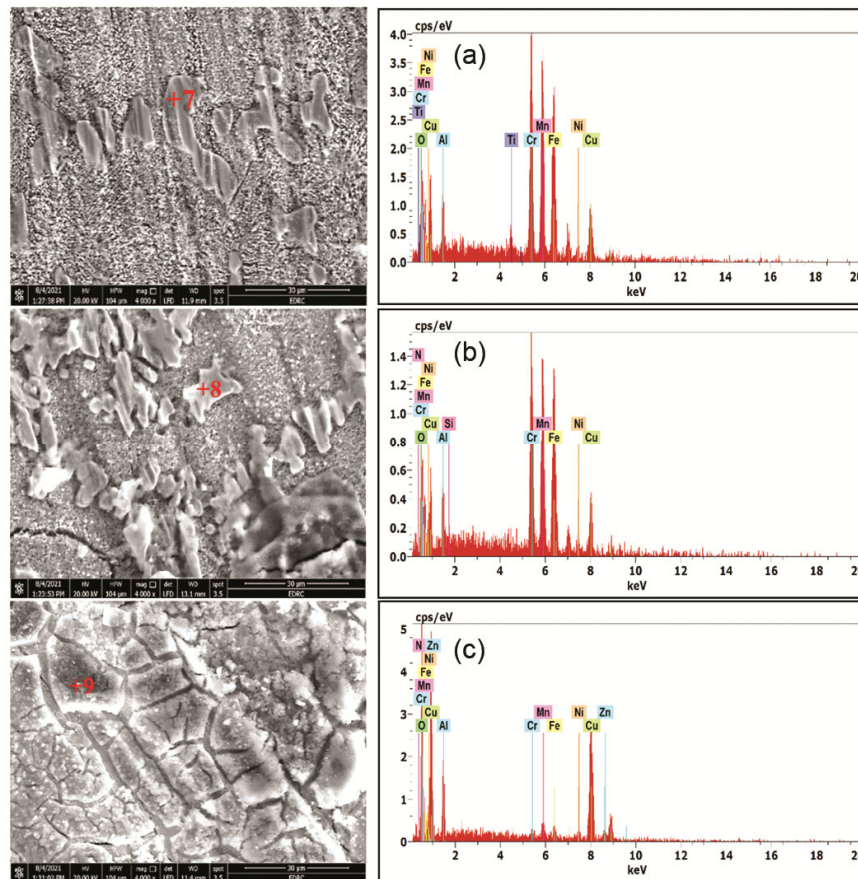 +7
8/4/2021 HV HFW mag □ det WD spot 30 µm
1:27:38 PM 20.00 kV 104 µm 4 000 x LFD 11.9 mm 3.5 EDRC
cps/eV
(a)
4.0
3.5
3.0
2.5
2.0
1.5
1.0
0.5
0.0
Ni
Fe
Mn
Cr
Ti
Cu
O Al Ti Cr Mn Fe Ni Cu
2 4 6 8 10 12 14 16 18 20
keV
+8
8/4/2021 HV HFW mag □ det WD spot 30 µm
1:23:53 PM 20.00 kV 104 µm 4 000 x LFD 13.1 mm 3.5 EDRC
cps/eV
(b)
1.4
1.2
1.0
0.8
0.6
0.4
0.2
0.0
N
Ni
Fe
Mn
Cr
Cu Si
O Al Cr Mn Fe Ni Cu
2 4 6 8 10 12 14 16 18 20
keV
+9
8/4/2021 HV HFW mag □ det WD spot 30 µm
1:31:02 PM 20.00 kV 104 µm 4 000 x LFD 11.4 mm 3.5 EDRC
cps/eV
(c)
5
4
3
2
1
0
N Zn
Ni
Fe
Mn
Cr
Cu
O Al Cr Mn Fe Ni Cu Zn
2 4 6 8 10 12 14 16 18 20
keV